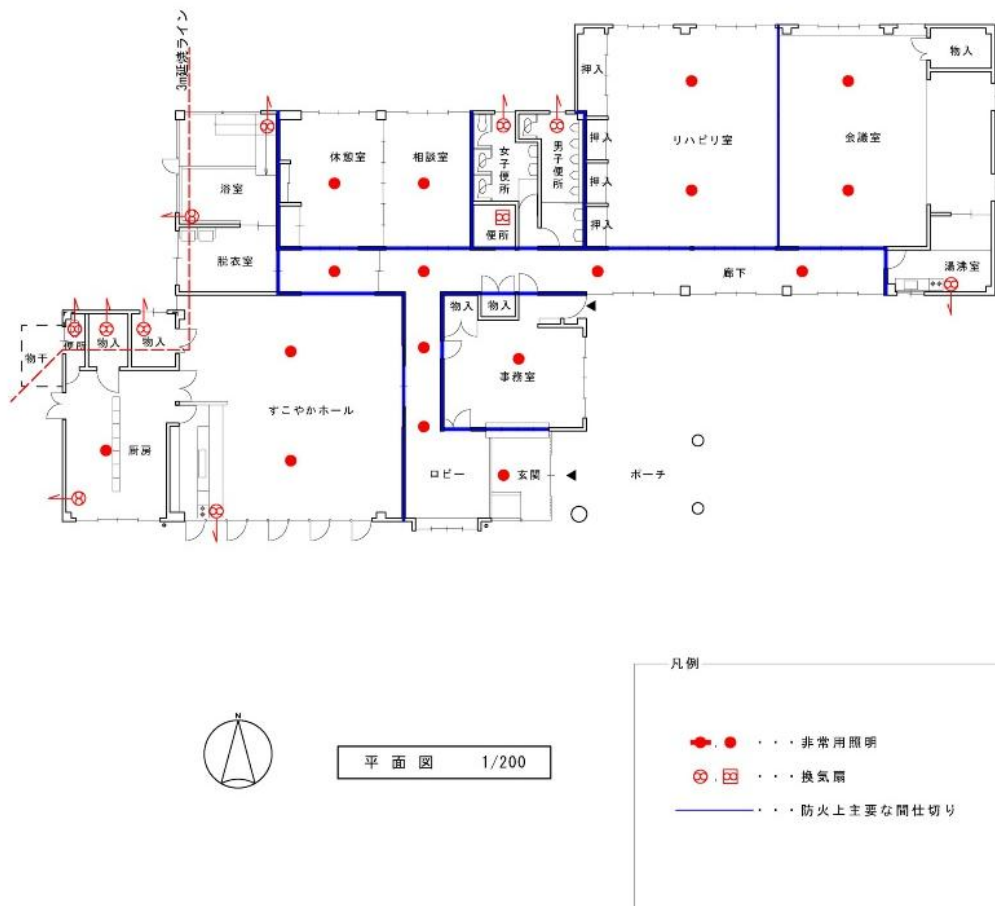 3m延焼ライン
物入
押入
リハビリ室
会議室
押入
押入
押入
休憩室
相談室
女子便所
男子便所
便所
浴室
脱衣室
廊下
湯沸室
物入
物入
事務室
便所
物入
物入
物干
厨房
すこやかホール
ロビー
玄関
ポーチ
凡例
N
平面図 1/200
・・・非常用照明
・・・換気扇
・・・防火上主要な間仕切り